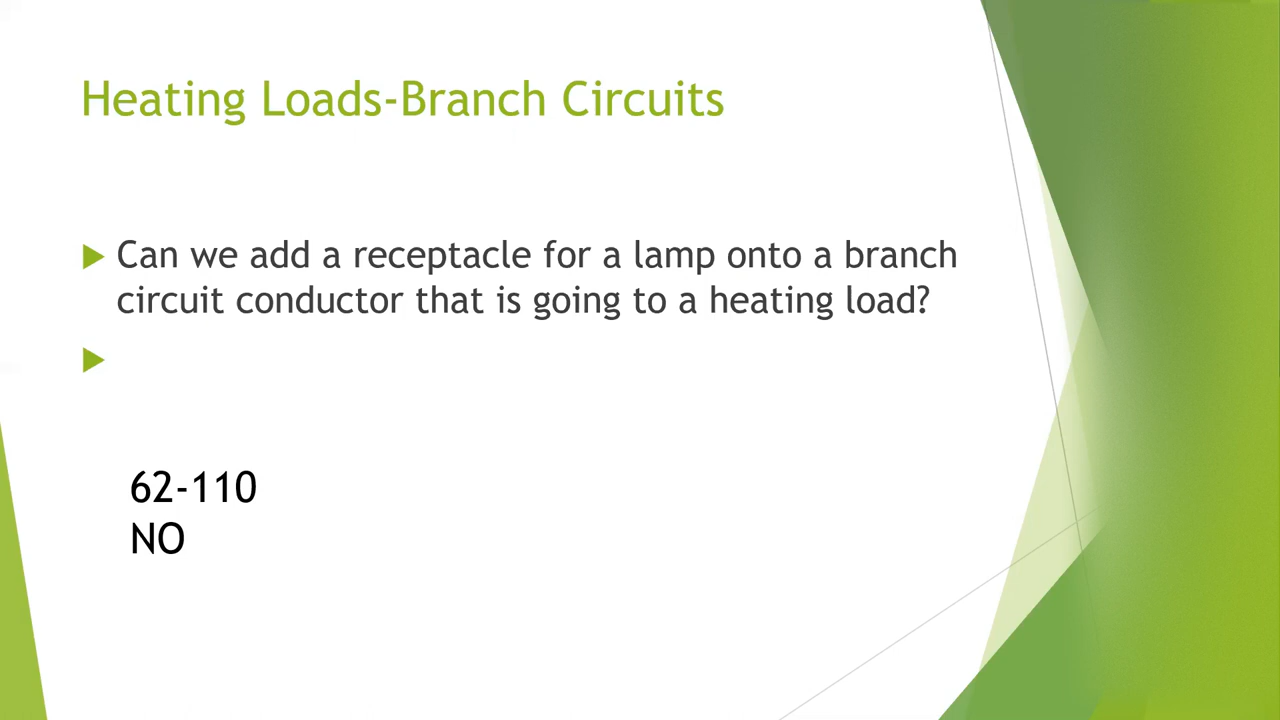 Heating Loads-Branch Circuits
Can we add a receptacle for a lamp onto a branch
circuit conductor that is going to a heating load?
62-110
NO